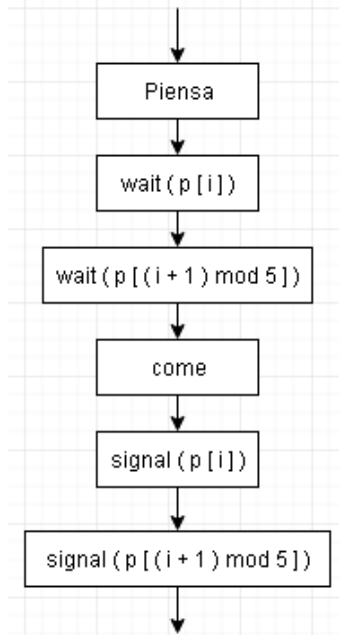 Piensa
wait ( p [ i ] )
wait ( p [ ( i + 1 ) mod 5 ] )
come
signal ( p [ i ] )
signal ( p [ ( i + 1 ) mod 5 ] )